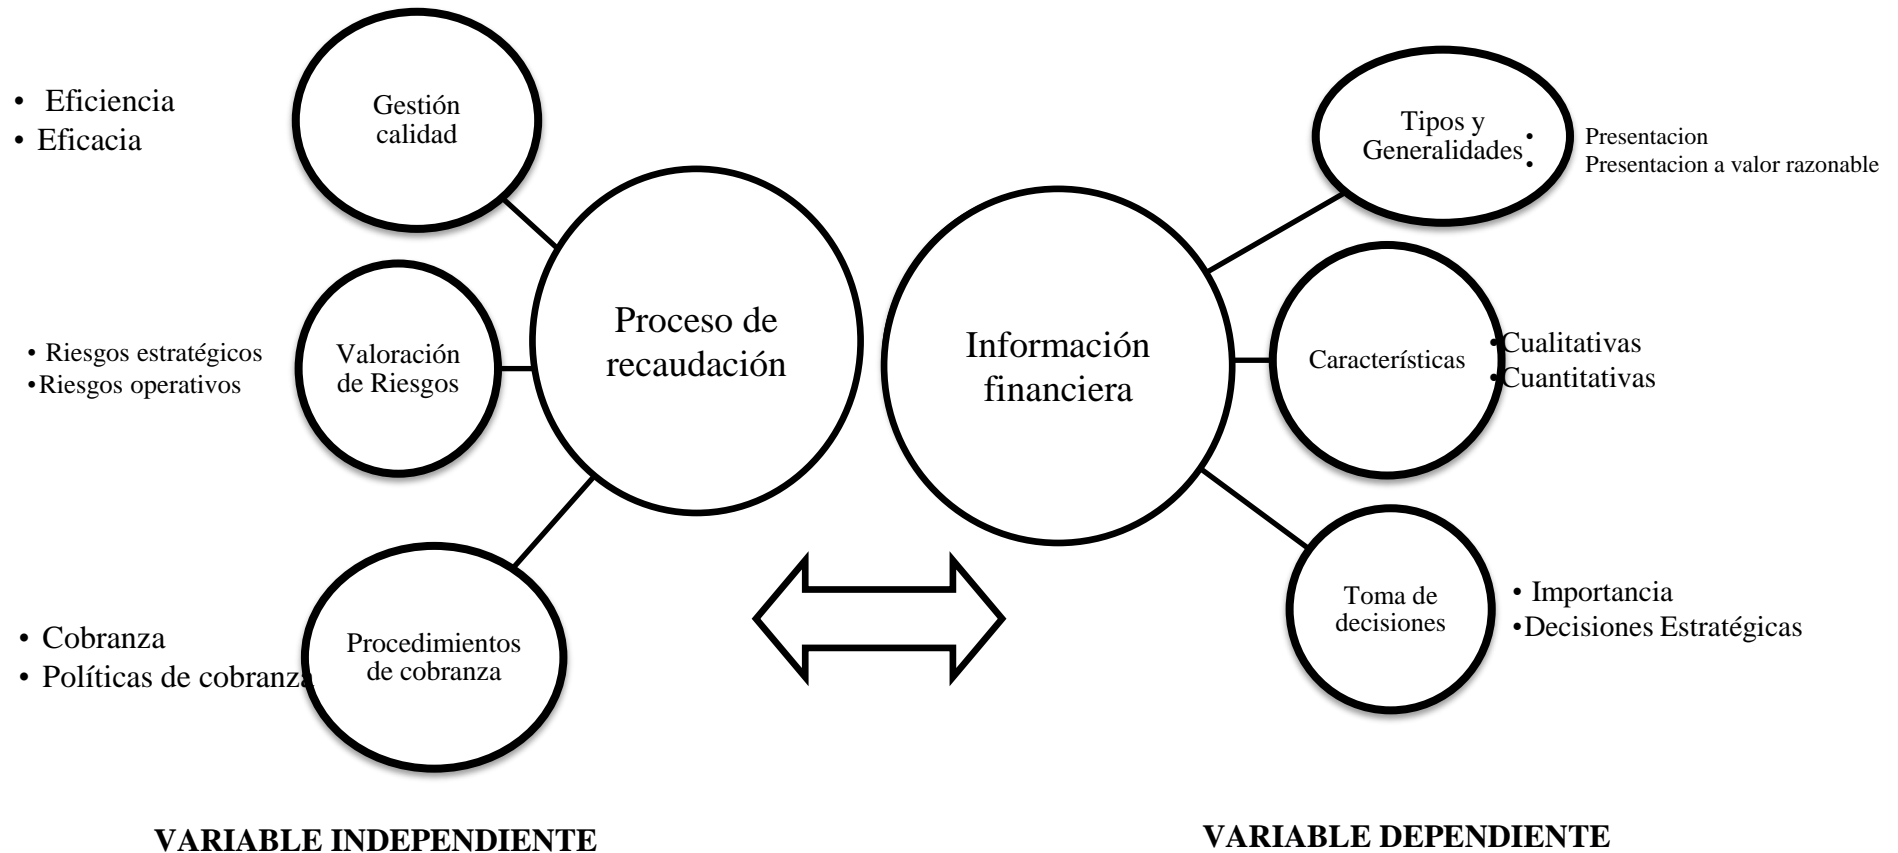 • Eficiencia
• Eficacia
Gestión
calidad
• Riesgos estratégicos
• Riesgos operativos
Valoración
de Riesgos
• Cobranza
• Políticas de cobranza
Procedimientos
de cobranza
Proceso de
recaudación
Información
financiera
Tipos y
Generalidades
• Presentacion
• Presentacion a valor razonable
Características
• Cualitativas
• Cuantitativas
Toma de
decisiones
• Importancia
• Decisiones Estratégicas
VARIABLE INDEPENDIENTE
VARIABLE DEPENDIENTE